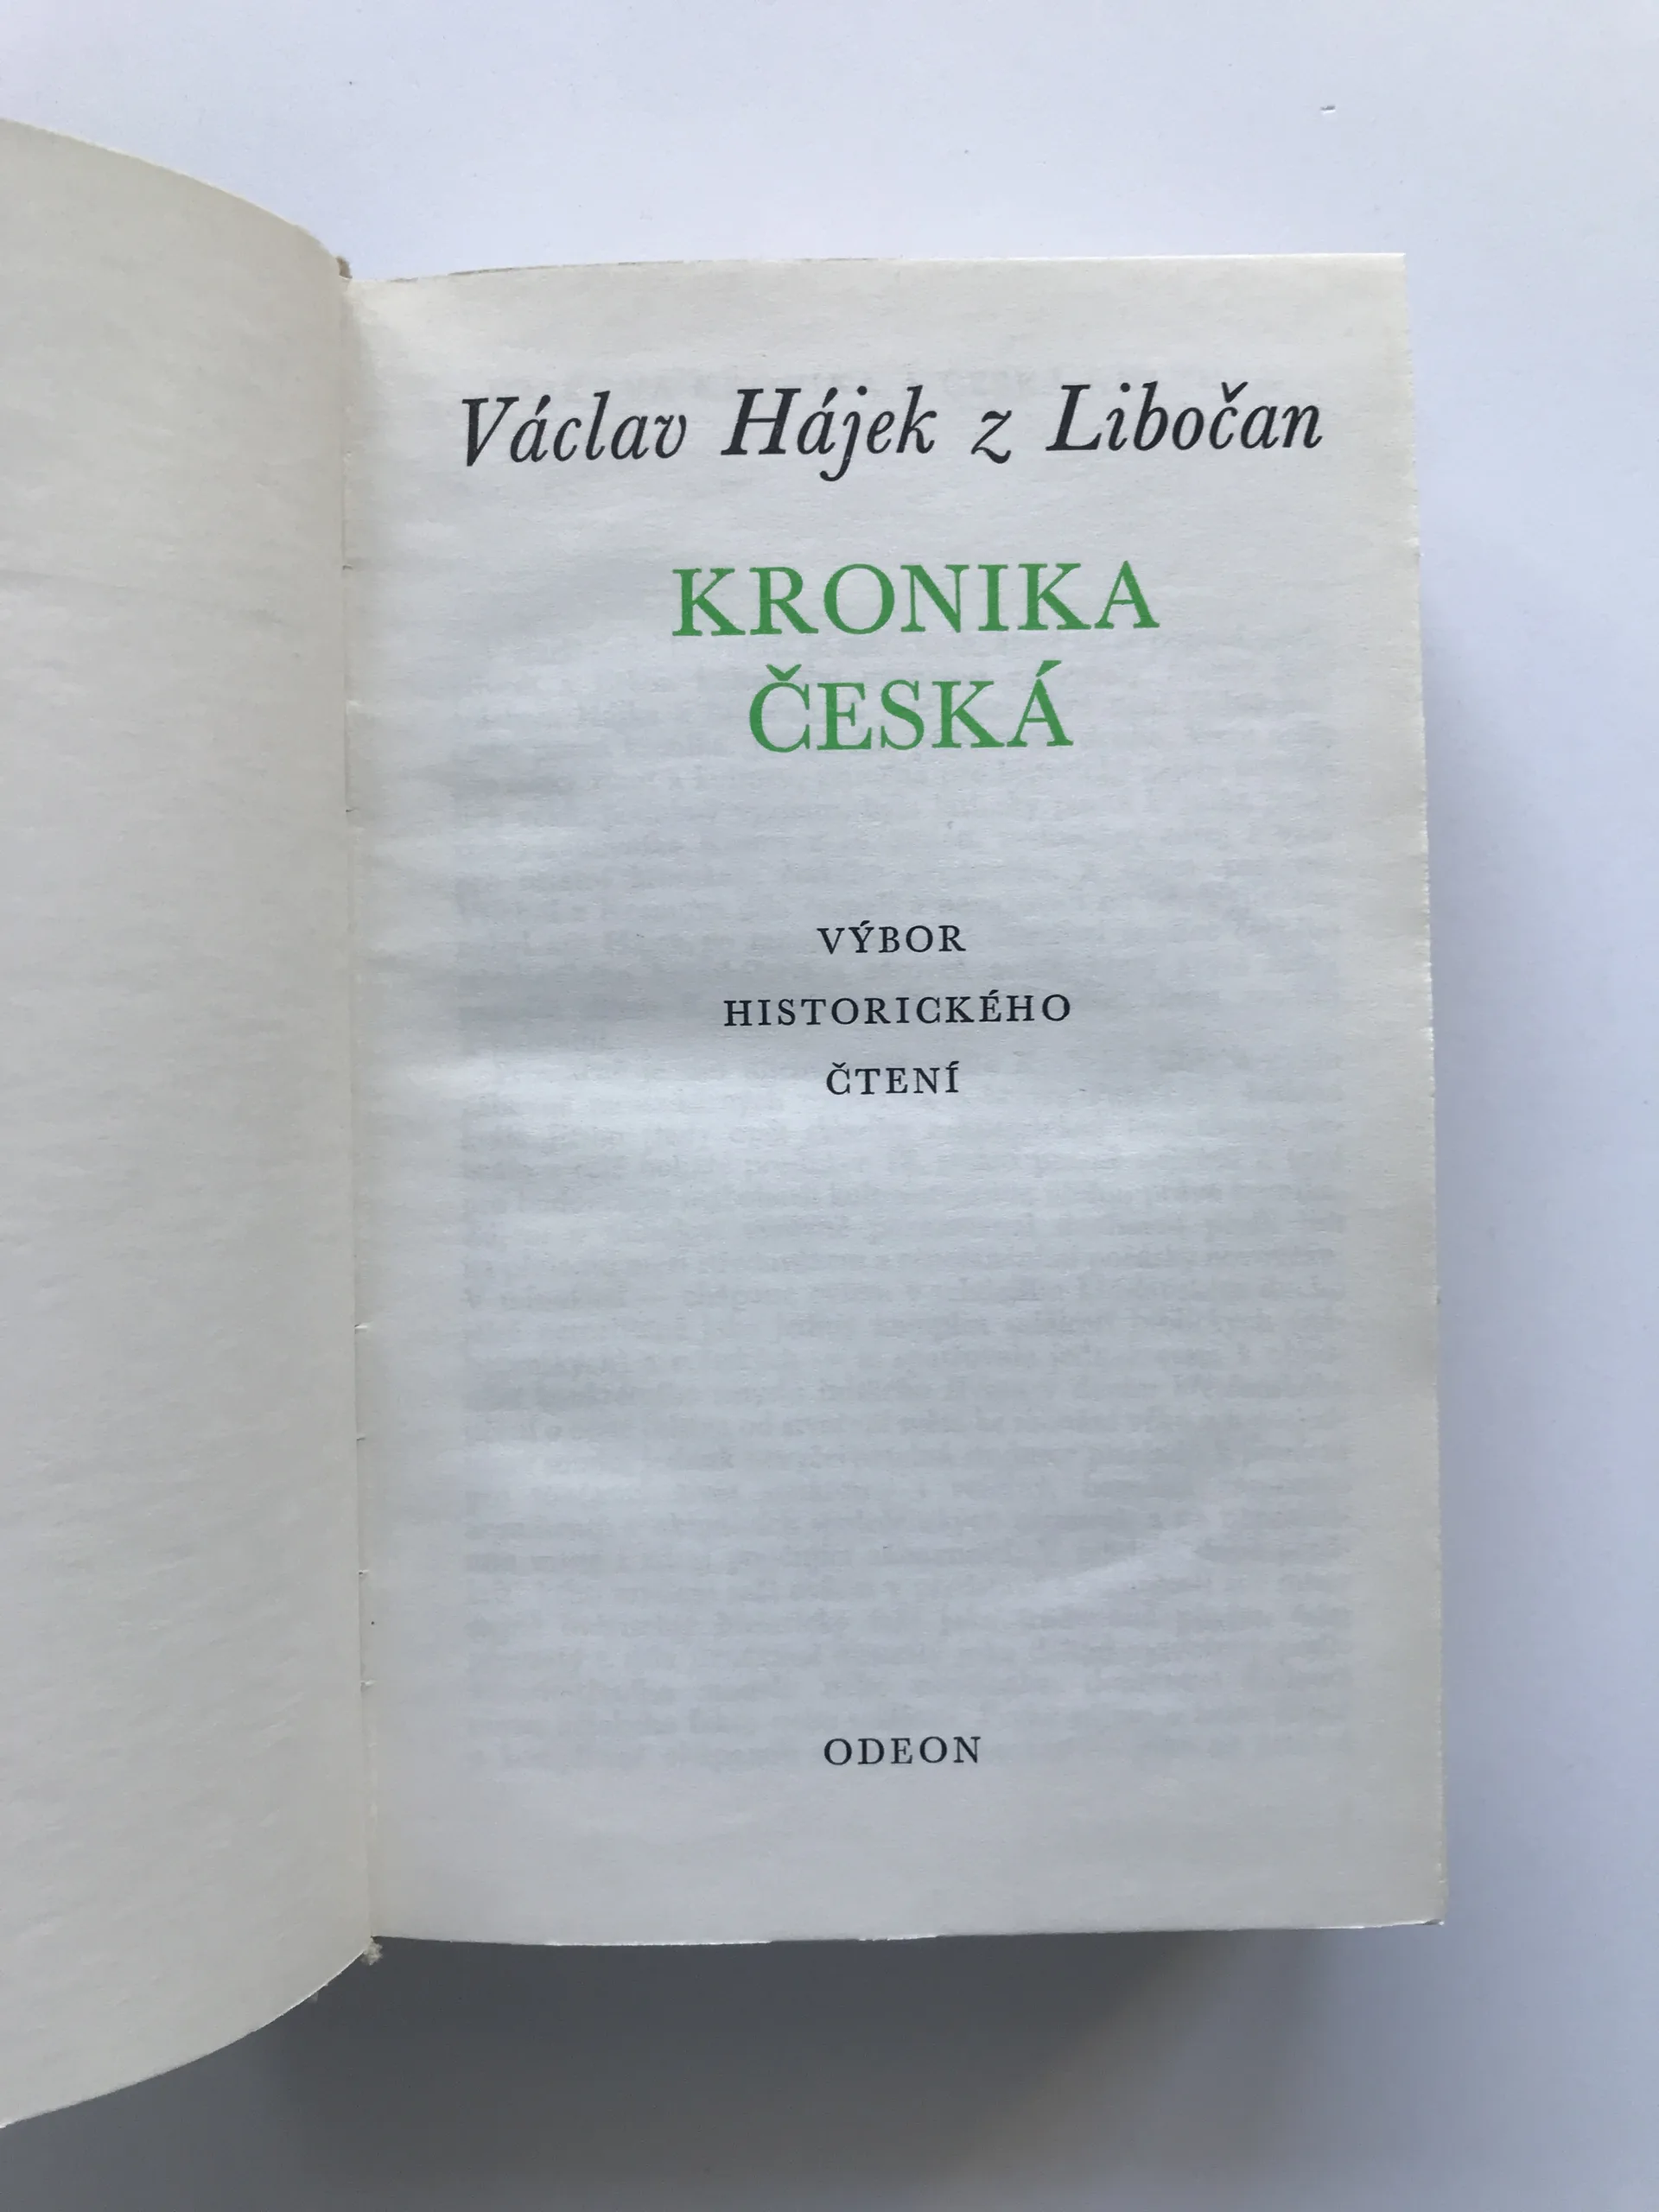 Václav Hájek z Libočan
KRONIKA
ČESKÁ
VÝBOR
HISTORICKÉHO
ČTENÍ
ODEON